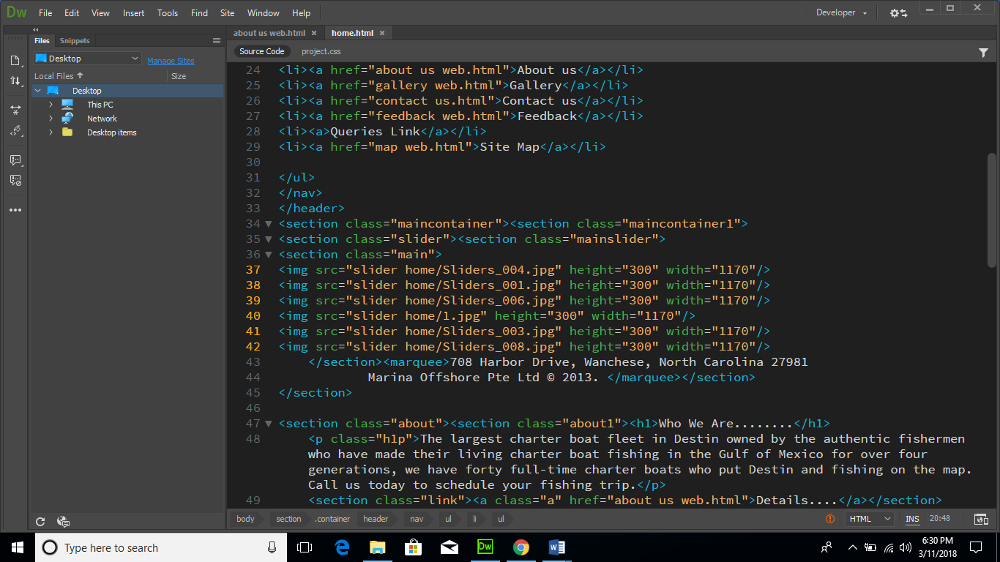 Dw File Edit View Insert Tools Find Site Window Help Developer
Files Snippets
Desktop Manage Sites
Local Files Size
Desktop
This PC
Network
Desktop items
about us web.html × home.html ×
Source Code project.css
24 <li><a href="about us web.html">About us</a></li>
25 <li><a href="gallery web.html">Gallery</a></li>
26 <li><a href="contact us.html">Contact us</a></li>
27 <li><a href="feedback web.html">Feedback</a></li>
28 <li><a>Queries Link</a></li>
29 <li><a href="map web.html">Site Map</a></li>
30
31 </ul>
32 </nav>
33 </header>
34 <section class="maincontainer"><section class="maincontainer1">
35 <section class="slider"><section class="mainslider">
36 <section class="main">
37 <img src="slider home/Sliders_004.jpg" height="300" width="1170"/>
38 <img src="slider home/Sliders_001.jpg" height="300" width="1170"/>
39 <img src="slider home/Sliders_006.jpg" height="300" width="1170"/>
40 <img src="slider home/1.jpg" height="300" width="1170"/>
41 <img src="slider home/Sliders_003.jpg" height="300" width="1170"/>
42 <img src="slider home/Sliders_008.jpg" height="300" width="1170"/>
43 </section><marquee>708 Harbor Drive, Wanchese, North Carolina 27981
44 Marina Offshore Pte Ltd © 2013. </marquee></section>
45 </section>
46
47 <section class="about"><section class="about1"><h1>Who We Are........</h1>
48 <p class="h1p">The largest charter boat fleet in Destin owned by the authentic fishermen
who have made their living charter boat fishing in the Gulf of Mexico for over four
generations, we have forty full-time charter boats who put Destin and fishing on the map.
Call us today to schedule your fishing trip.</p>
49 <section class="link"><a class="a" href="about us web.html">Details....</a></section>
body section .container header nav ul li ul HTML INS 20:48
Type here to search
Dw
6:30 PM
3/11/2018